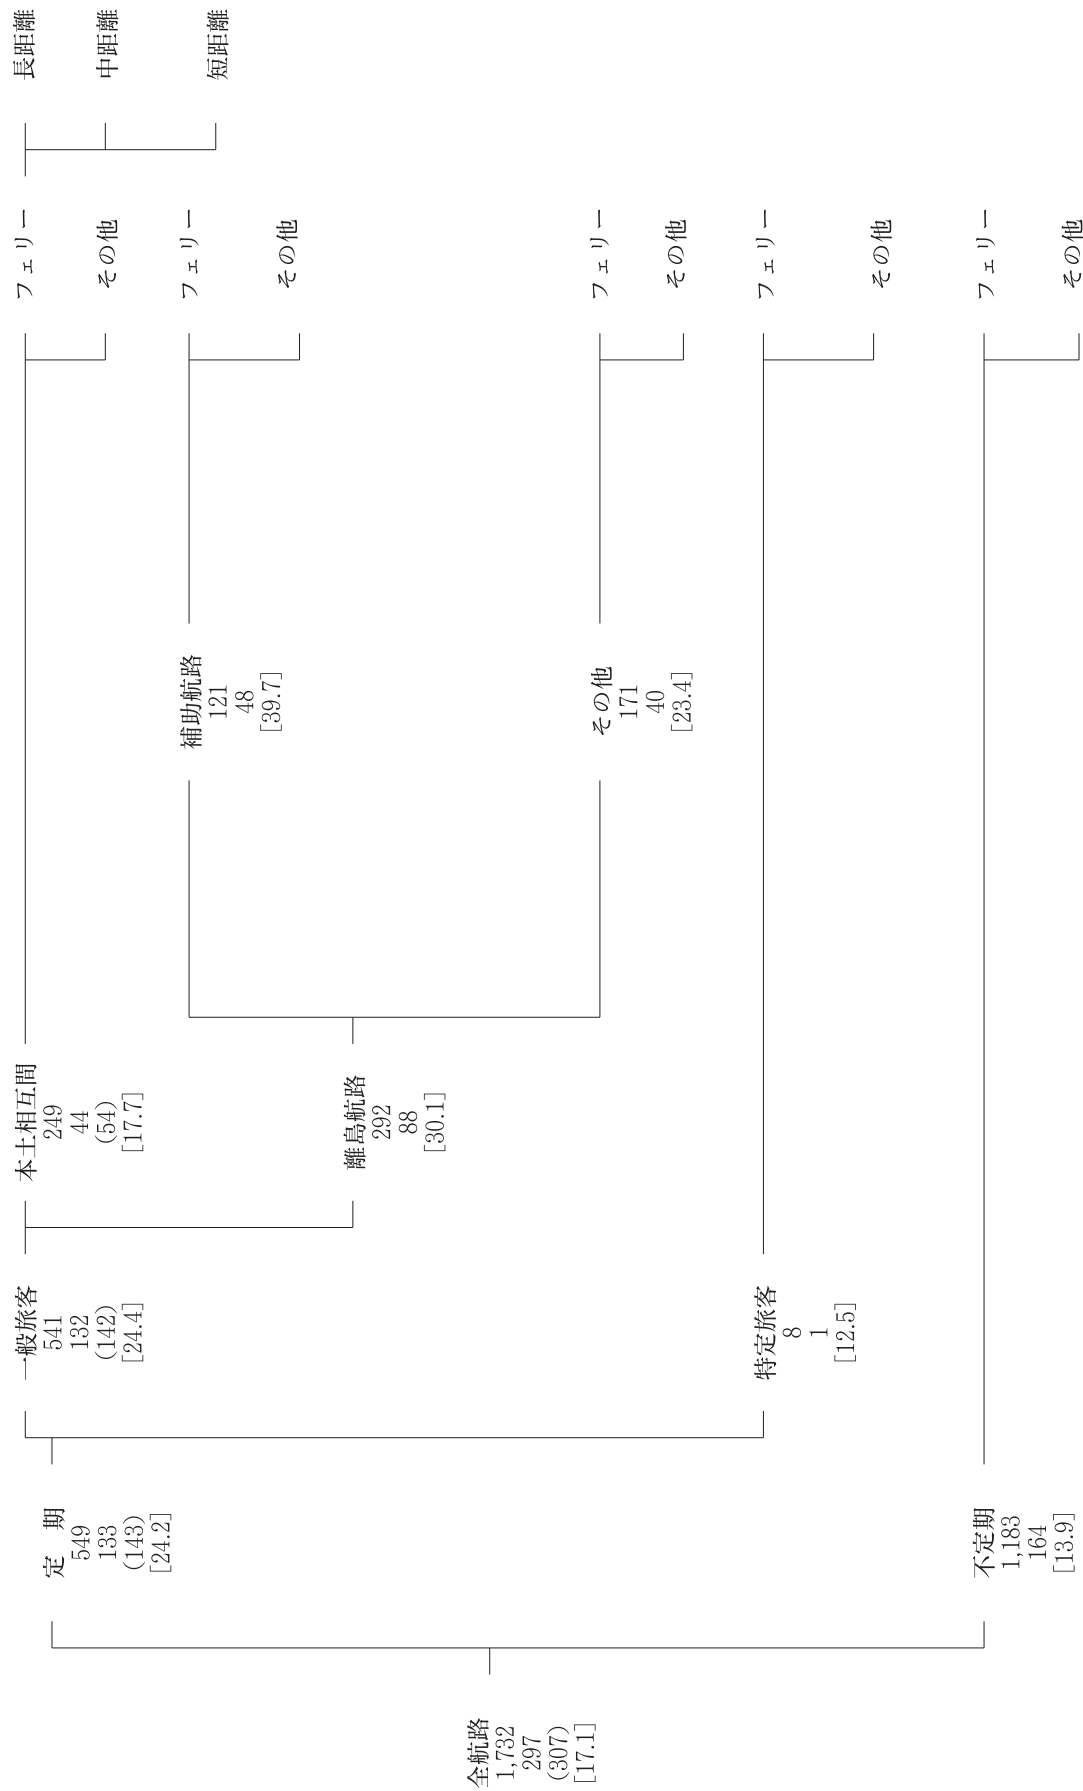 全航路
1,732
297
(307)
[17.1]
定　期
549
133
(143)
[24.2]
不定期
1,183
164
[13.9]
一般旅客
541
132
(142)
[24.4]
特定旅客
8
1
[12.5]
本土相互間
249
44
(54)
[17.7]
離島航路
292
88
[30.1]
補助航路
121
48
[39.7]
その他
171
40
[23.4]
フェリー
その他
フェリー
その他
フェリー
その他
フェリー
その他
フェリー
その他
長距離
中距離
短距離